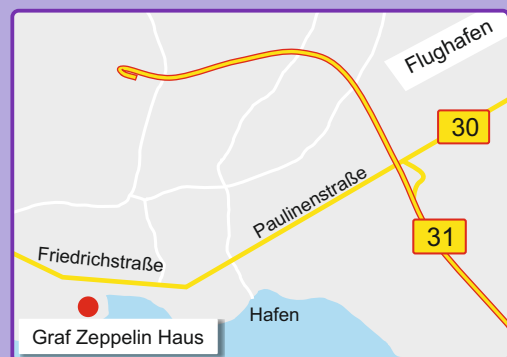 Flughafen
30
Paulinenstraße
31
Friedrichstraße
Hafen
Graf Zeppelin Haus